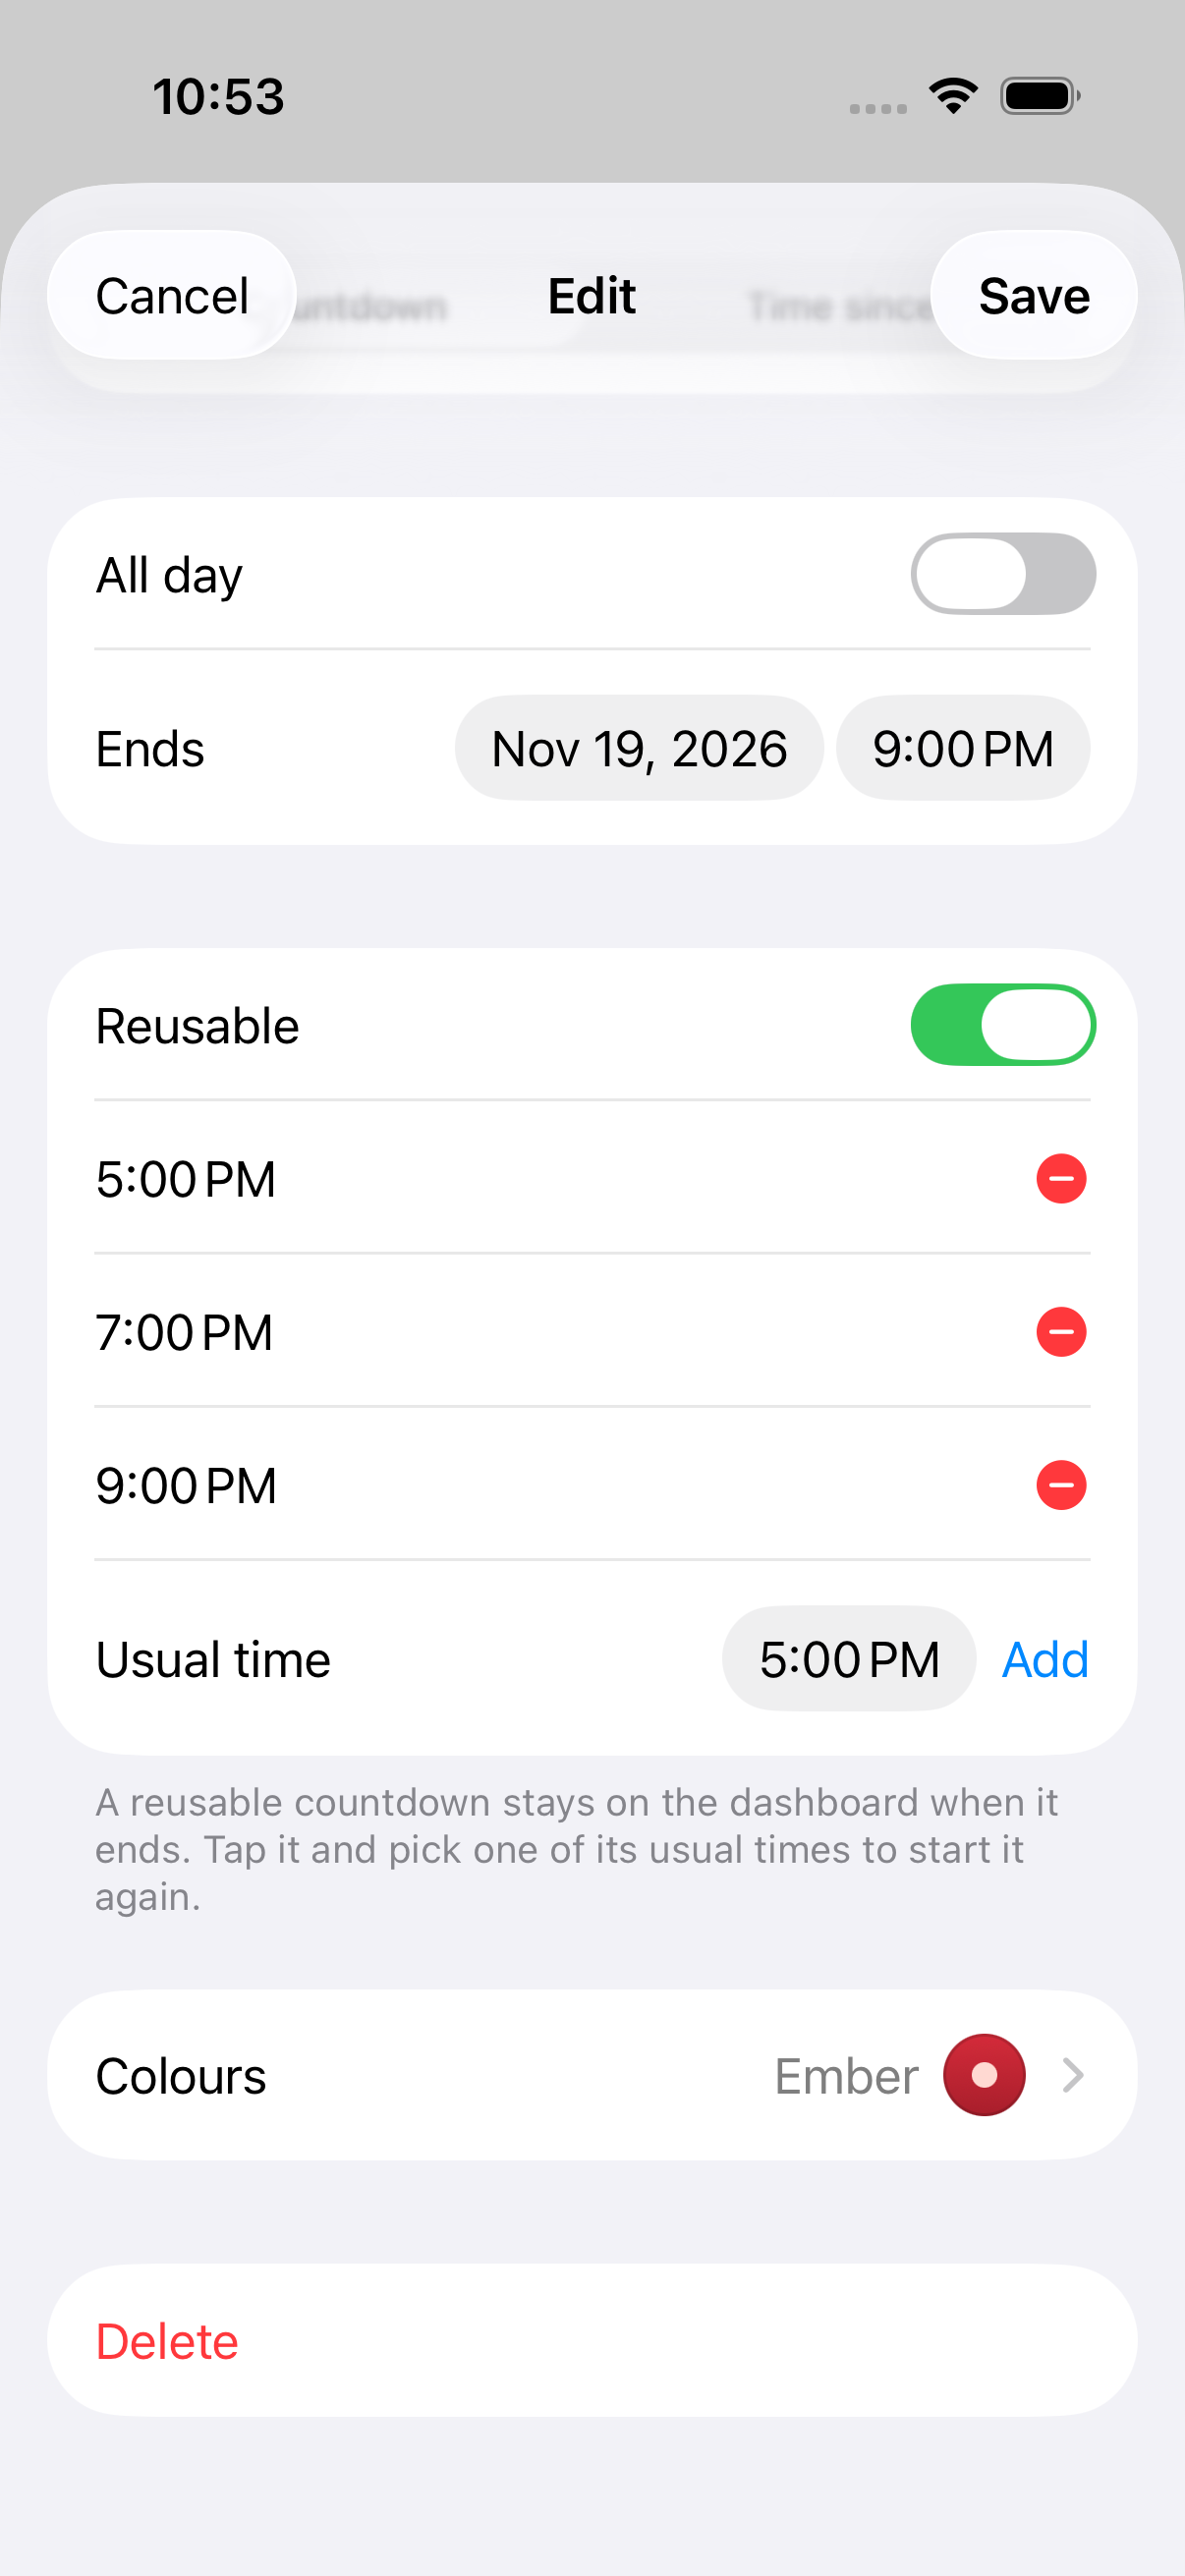 10:53
Cancel
Edit
Time since
Save
All day
Ends
Nov 19, 2026
9:00 PM
Reusable
5:00 PM
7:00 PM
9:00 PM
Usual time
5:00 PM
Add
A reusable countdown stays on the dashboard when it
ends. Tap it and pick one of its usual times to start it
again.
Colours
Ember
Delete